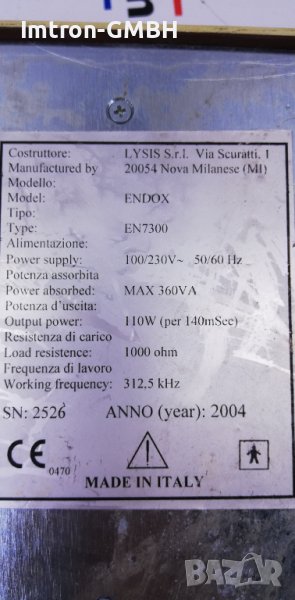 Imtron-GMBH
Costruttore: LYSIS S.r.l. Via Scuratti, 1
Manufactured by 20054 Nova Milanese (MI)
Modello:
Model: ENDOX
Tipo:
Type: EN7300
Alimentazione:
Power supply: 100/230V~ 50/60 Hz
Potenza assorbita
Power absorbed: MAX 360VA
Potenza d'uscita:
Output power: 110W (per 140mSec)
Resistenza di carico
Load resistence: 1000 ohm
Frequenza di lavoro
Working frequency: 312,5 kHz
SN: 2526 ANNO (year): 2004
CE 0470
MADE IN ITALY
BAZAR